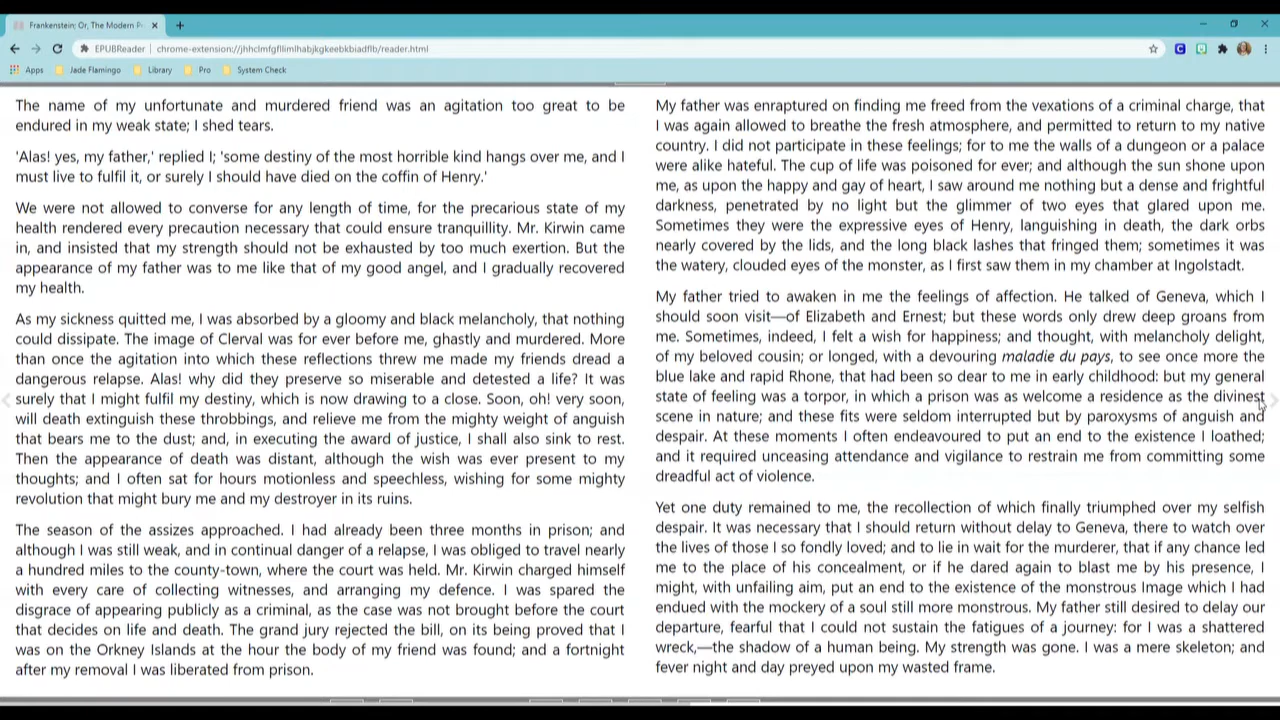 Frankenstein; Or, The Modern P
EPUBReader | chrome-extension://jhhclmfgfllimlhabjkgkeebkbiadflb/reader.html
Apps Jade Flamingo Library Pro System Check
The name of my unfortunate and murdered friend was an agitation too great to be
endured in my weak state; I shed tears.
'Alas! yes, my father,' replied I; 'some destiny of the most horrible kind hangs over me, and I
must live to fulfil it, or surely I should have died on the coffin of Henry.'
We were not allowed to converse for any length of time, for the precarious state of my
health rendered every precaution necessary that could ensure tranquillity. Mr. Kirwin came
in, and insisted that my strength should not be exhausted by too much exertion. But the
appearance of my father was to me like that of my good angel, and I gradually recovered
my health.
As my sickness quitted me, I was absorbed by a gloomy and black melancholy, that nothing
could dissipate. The image of Clerval was for ever before me, ghastly and murdered. More
than once the agitation into which these reflections threw me made my friends dread a
dangerous relapse. Alas! why did they preserve so miserable and detested a life? It was
surely that I might fulfil my destiny, which is now drawing to a close. Soon, oh! very soon,
will death extinguish these throbbings, and relieve me from the mighty weight of anguish
that bears me to the dust; and, in executing the award of justice, I shall also sink to rest.
Then the appearance of death was distant, although the wish was ever present to my
thoughts; and I often sat for hours motionless and speechless, wishing for some mighty
revolution that might bury me and my destroyer in its ruins.
The season of the assizes approached. I had already been three months in prison; and
although I was still weak, and in continual danger of a relapse, I was obliged to travel nearly
a hundred miles to the county-town, where the court was held. Mr. Kirwin charged himself
with every care of collecting witnesses, and arranging my defence. I was spared the
disgrace of appearing publicly as a criminal, as the case was not brought before the court
that decides on life and death. The grand jury rejected the bill, on its being proved that I
was on the Orkney Islands at the hour the body of my friend was found; and a fortnight
after my removal I was liberated from prison.
My father was enraptured on finding me freed from the vexations of a criminal charge, that
I was again allowed to breathe the fresh atmosphere, and permitted to return to my native
country. I did not participate in these feelings; for to me the walls of a dungeon or a palace
were alike hateful. The cup of life was poisoned for ever; and although the sun shone upon
me, as upon the happy and gay of heart, I saw around me nothing but a dense and frightful
darkness, penetrated by no light but the glimmer of two eyes that glared upon me.
Sometimes they were the expressive eyes of Henry, languishing in death, the dark orbs
nearly covered by the lids, and the long black lashes that fringed them; sometimes it was
the watery, clouded eyes of the monster, as I first saw them in my chamber at Ingolstadt.
My father tried to awaken in me the feelings of affection. He talked of Geneva, which I
should soon visit—of Elizabeth and Ernest; but these words only drew deep groans from
me. Sometimes, indeed, I felt a wish for happiness; and thought, with melancholy delight,
of my beloved cousin; or longed, with a devouring maladie du pays, to see once more the
blue lake and rapid Rhone, that had been so dear to me in early childhood: but my general
state of feeling was a torpor, in which a prison was as welcome a residence as the divinest
scene in nature; and these fits were seldom interrupted but by paroxysms of anguish and
despair. At these moments I often endeavoured to put an end to the existence I loathed;
and it required unceasing attendance and vigilance to restrain me from committing some
dreadful act of violence.
Yet one duty remained to me, the recollection of which finally triumphed over my selfish
despair. It was necessary that I should return without delay to Geneva, there to watch over
the lives of those I so fondly loved; and to lie in wait for the murderer, that if any chance led
me to the place of his concealment, or if he dared again to blast me by his presence, I
might, with unfailing aim, put an end to the existence of the monstrous Image which I had
endued with the mockery of a soul still more monstrous. My father still desired to delay our
departure, fearful that I could not sustain the fatigues of a journey: for I was a shattered
wreck,—the shadow of a human being. My strength was gone. I was a mere skeleton; and
fever night and day preyed upon my wasted frame.